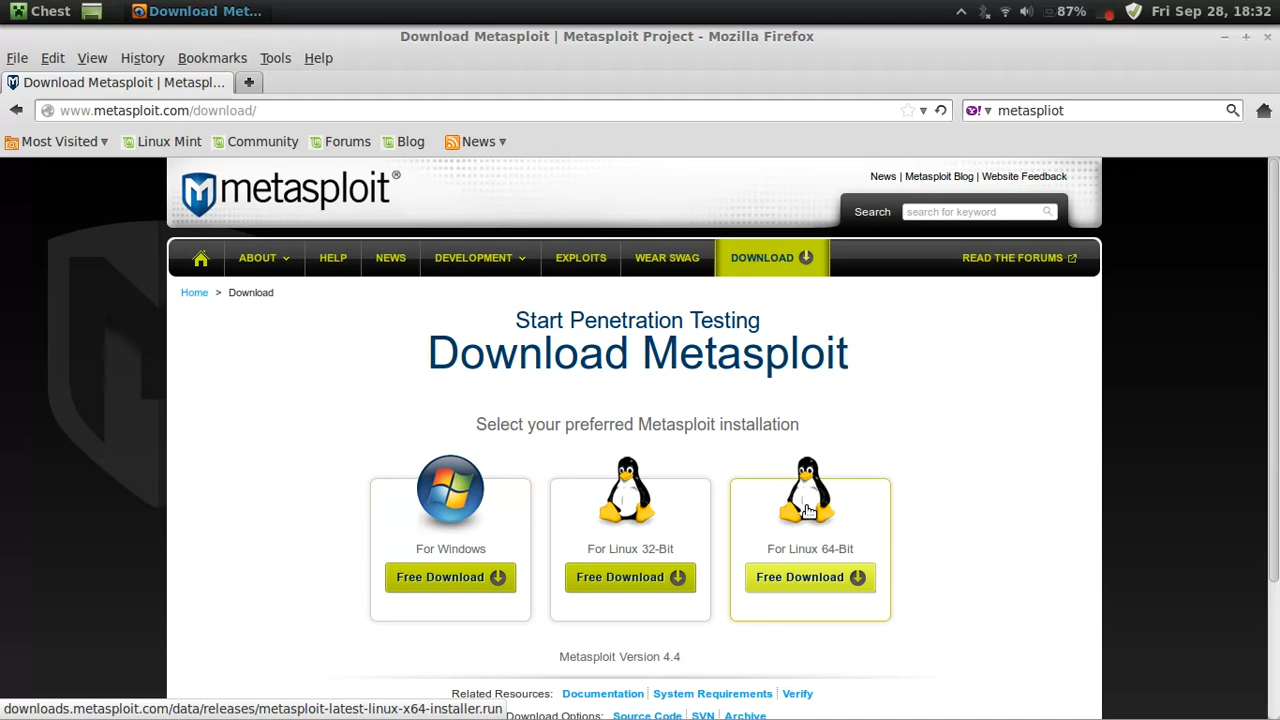 Chest Download Met... 87% Fri Sep 28, 18:32
Download Metasploit | Metasploit Project - Mozilla Firefox
File Edit View History Bookmarks Tools Help
Download Metasploit | Metaspl...
www.metasploit.com/download/ Y! metaspliot
Most Visited Linux Mint Community Forums Blog News
metasploit®
News | Metasploit Blog | Website Feedback
Search search for keyword
ABOUT HELP NEWS DEVELOPMENT EXPLOITS WEAR SWAG DOWNLOAD READ THE FORUMS
Home > Download
Start Penetration Testing
Download Metasploit
Select your preferred Metasploit installation
For Windows For Linux 32-Bit For Linux 64-Bit
Free Download Free Download Free Download
Metasploit Version 4.4
Related Resources: Documentation System Requirements Verify
downloads.metasploit.com/data/releases/metasploit-latest-linux-x64-installer.run
Download Options: Source Code SVN Archive